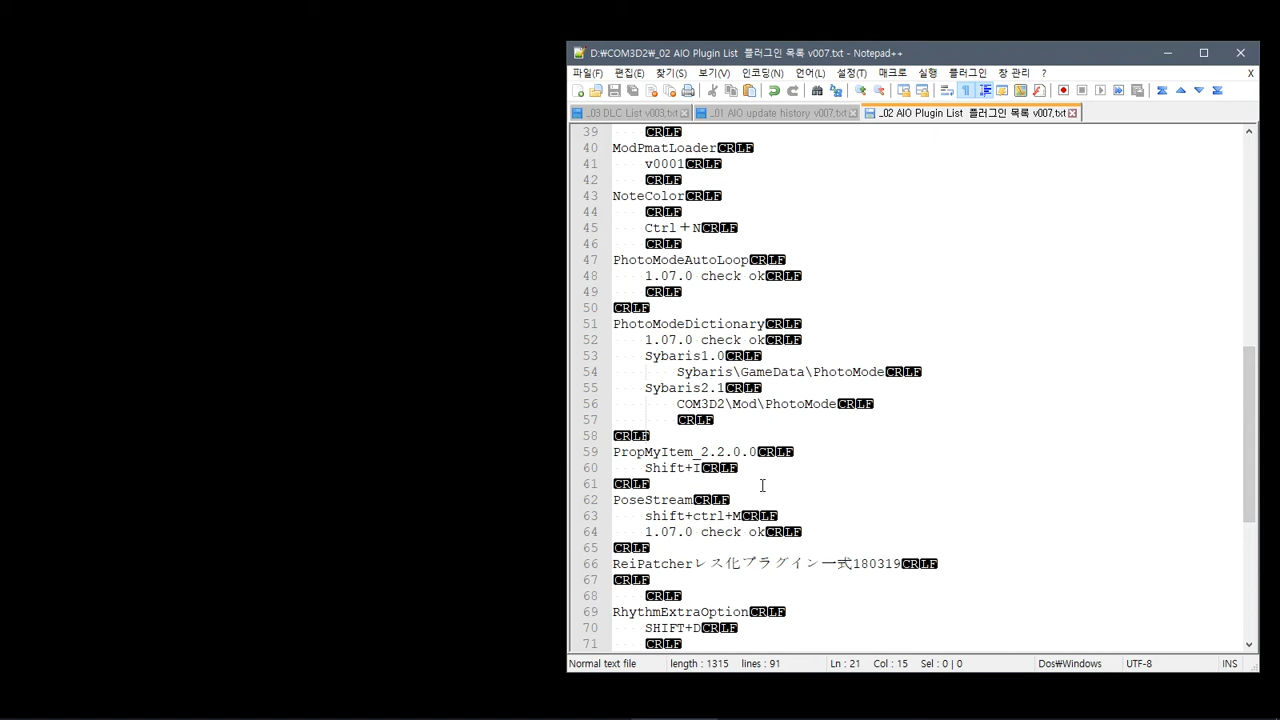 D:₩COM3D2₩_02 AIO Plugin List  플러그인 목록 v007.txt - Notepad++
파일(F) 편집(E) 찾기(S) 보기(V) 인코딩(N) 언어(L) 설정(T) 매크로 실행 플러그인 창 관리 ? X
_03 DLC List v003.txt _01 AIO update history v007.txt _02 AIO Plugin List  플러그인 목록 v007.txt
39 CRLF
40 ModPmatLoaderCRLF
41 v0001CRLF
42 CRLF
43 NoteColorCRLF
44 CRLF
45 Ctrl＋NCRLF
46 CRLF
47 PhotoModeAutoLoopCRLF
48 1.07.0 check okCRLF
49 CRLF
50 CRLF
51 PhotoModeDictionaryCRLF
52 1.07.0 check okCRLF
53 Sybaris1.0CRLF
54 Sybaris\GameData\PhotoModeCRLF
55 Sybaris2.1CRLF
56 COM3D2\Mod\PhotoModeCRLF
57 CRLF
58 CRLF
59 PropMyItem_2.2.0.0CRLF
60 Shift+ICRLF
61 CRLF
62 PoseStreamCRLF
63 shift+ctrl+MCRLF
64 1.07.0 check okCRLF
65 CRLF
66 ReiPatcherレス化プラグイン一式180319CRLF
67 CRLF
68 CRLF
69 RhythmExtraOptionCRLF
70 SHIFT+DCRLF
71 CRLF
Normal text file length : 1315 lines : 91 Ln : 21 Col : 15 Sel : 0 | 0 Dos₩Windows UTF-8 INS